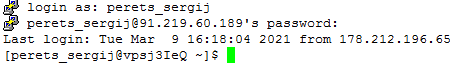 login as: perets_sergij
perets_sergij@91.219.60.189's password:
Last login: Tue Mar  9 16:18:04 2021 from 178.212.196.65
[perets_sergij@vpsj3IeQ ~]$